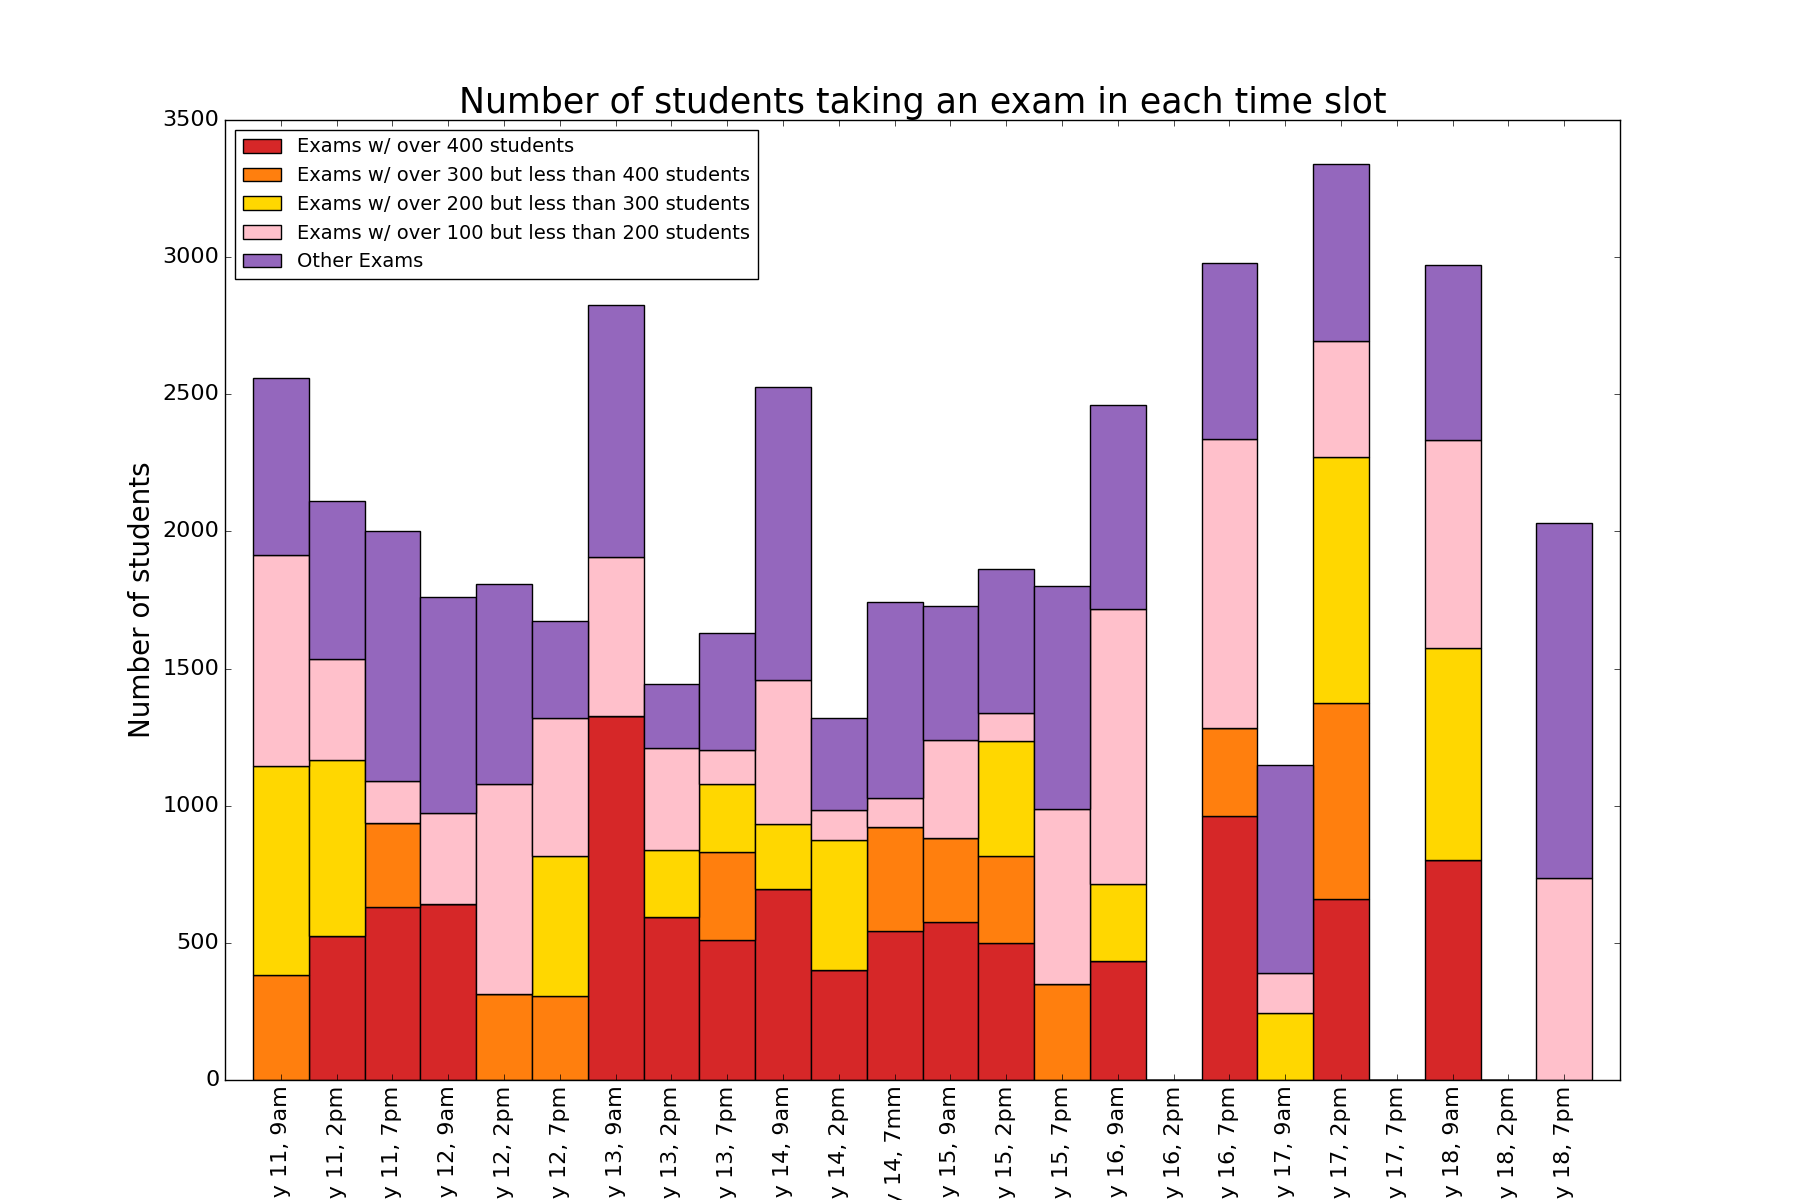 Number of students taking an exam in each time slot
Exams w/ over 400 students
Exams w/ over 300 but less than 400 students
Exams w/ over 200 but less than 300 students
Exams w/ over 100 but less than 200 students
Other Exams
3500
3000
2500
2000
1500
1000
500
0
Number of students
y 11, 9am
y 11, 2pm
y 11, 7pm
y 12, 9am
y 12, 2pm
y 12, 7pm
y 13, 9am
y 13, 2pm
y 13, 7pm
y 14, 9am
y 14, 2pm
y 14, 7mm
y 15, 9am
y 15, 2pm
y 15, 7pm
y 16, 9am
y 16, 2pm
y 16, 7pm
y 17, 9am
y 17, 2pm
y 17, 7pm
y 18, 9am
y 18, 2pm
y 18, 7pm